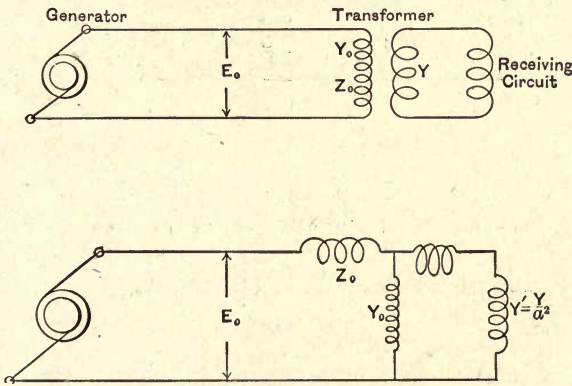 Generator
Transformer
E₀
Y₀
Z₀
Y
Receiving
Circuit
Z₀
E₀
Y₀
Y'=Y/a²